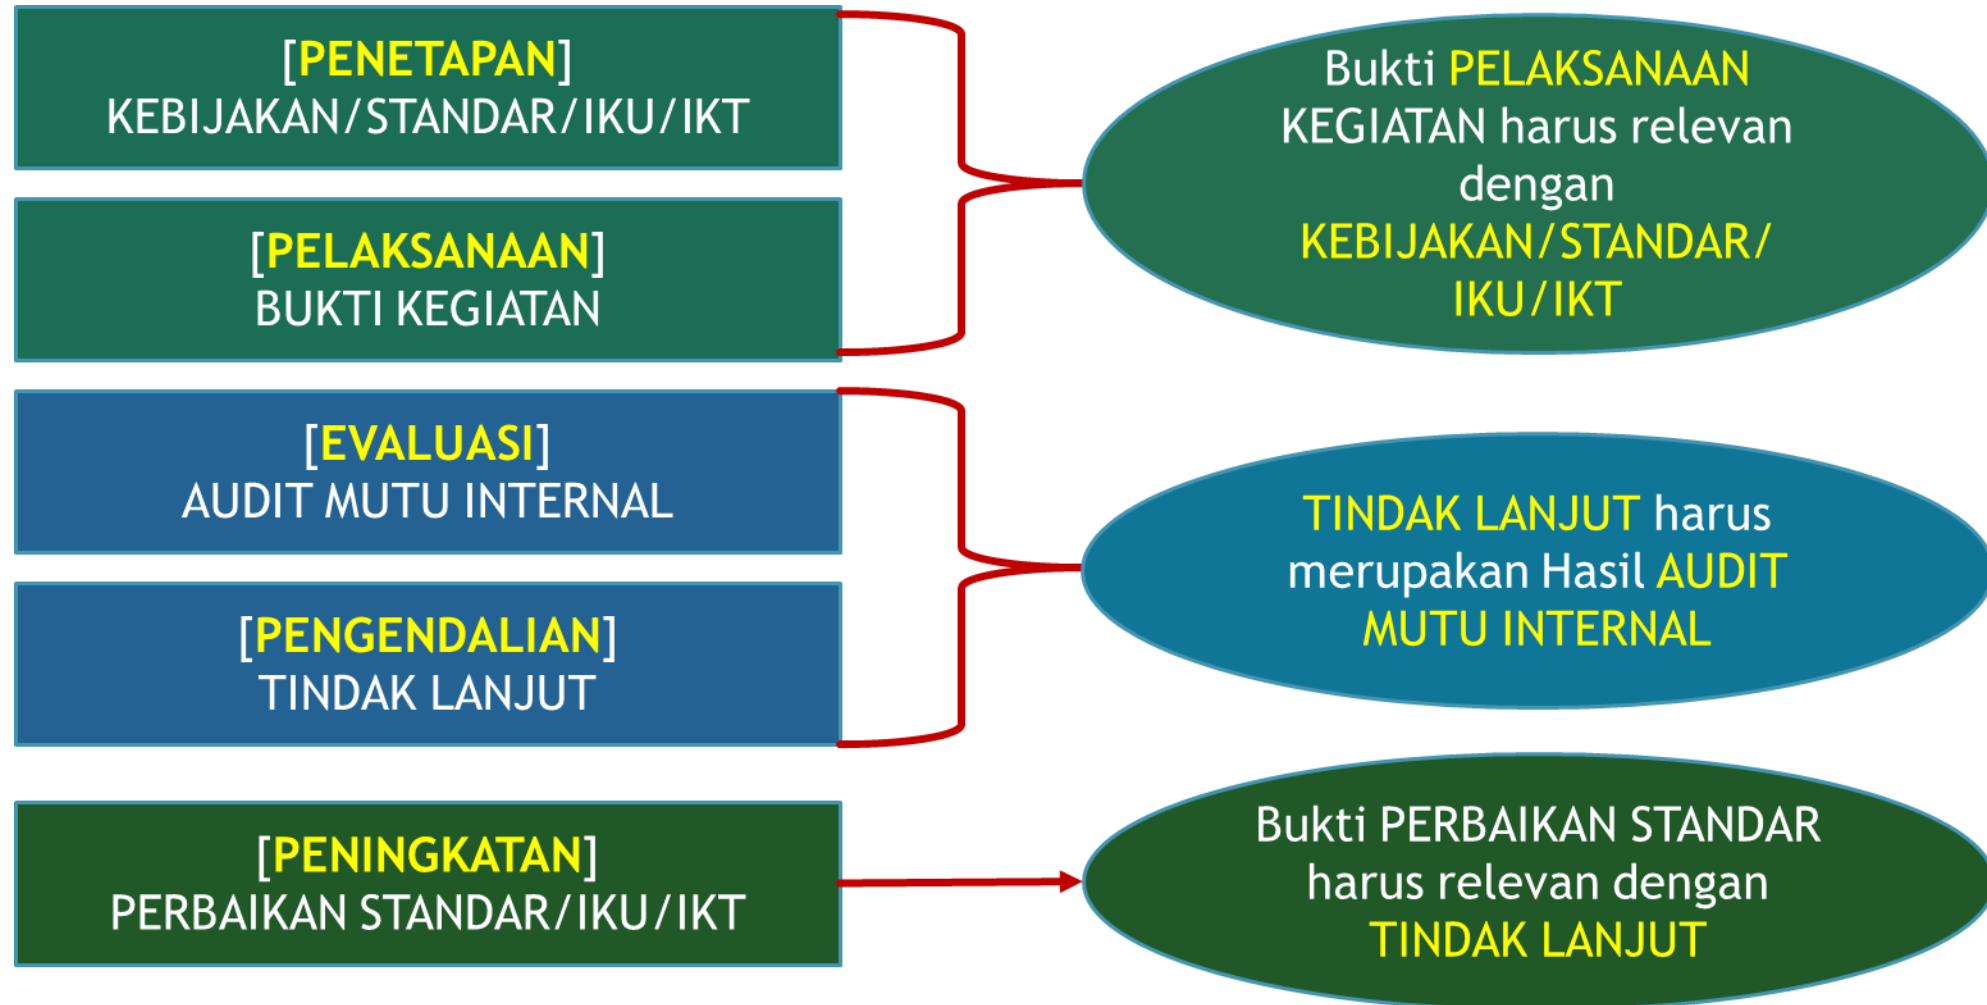 [PENETAPAN]
KEBIJAKAN/STANDAR/IKU/IKT
[PELAKSANAAN]
BUKTI KEGIATAN
[EVALUASI]
AUDIT MUTU INTERNAL
[PENGENDALIAN]
TINDAK LANJUT
[PENINGKATAN]
PERBAIKAN STANDAR/IKU/IKT
Bukti PELAKSANAAN
KEGIATAN harus relevan
dengan
KEBIJAKAN/STANDAR/
IKU/IKT
TINDAK LANJUT harus
merupakan Hasil AUDIT
MUTU INTERNAL
Bukti PERBAIKAN STANDAR
harus relevan dengan
TINDAK LANJUT